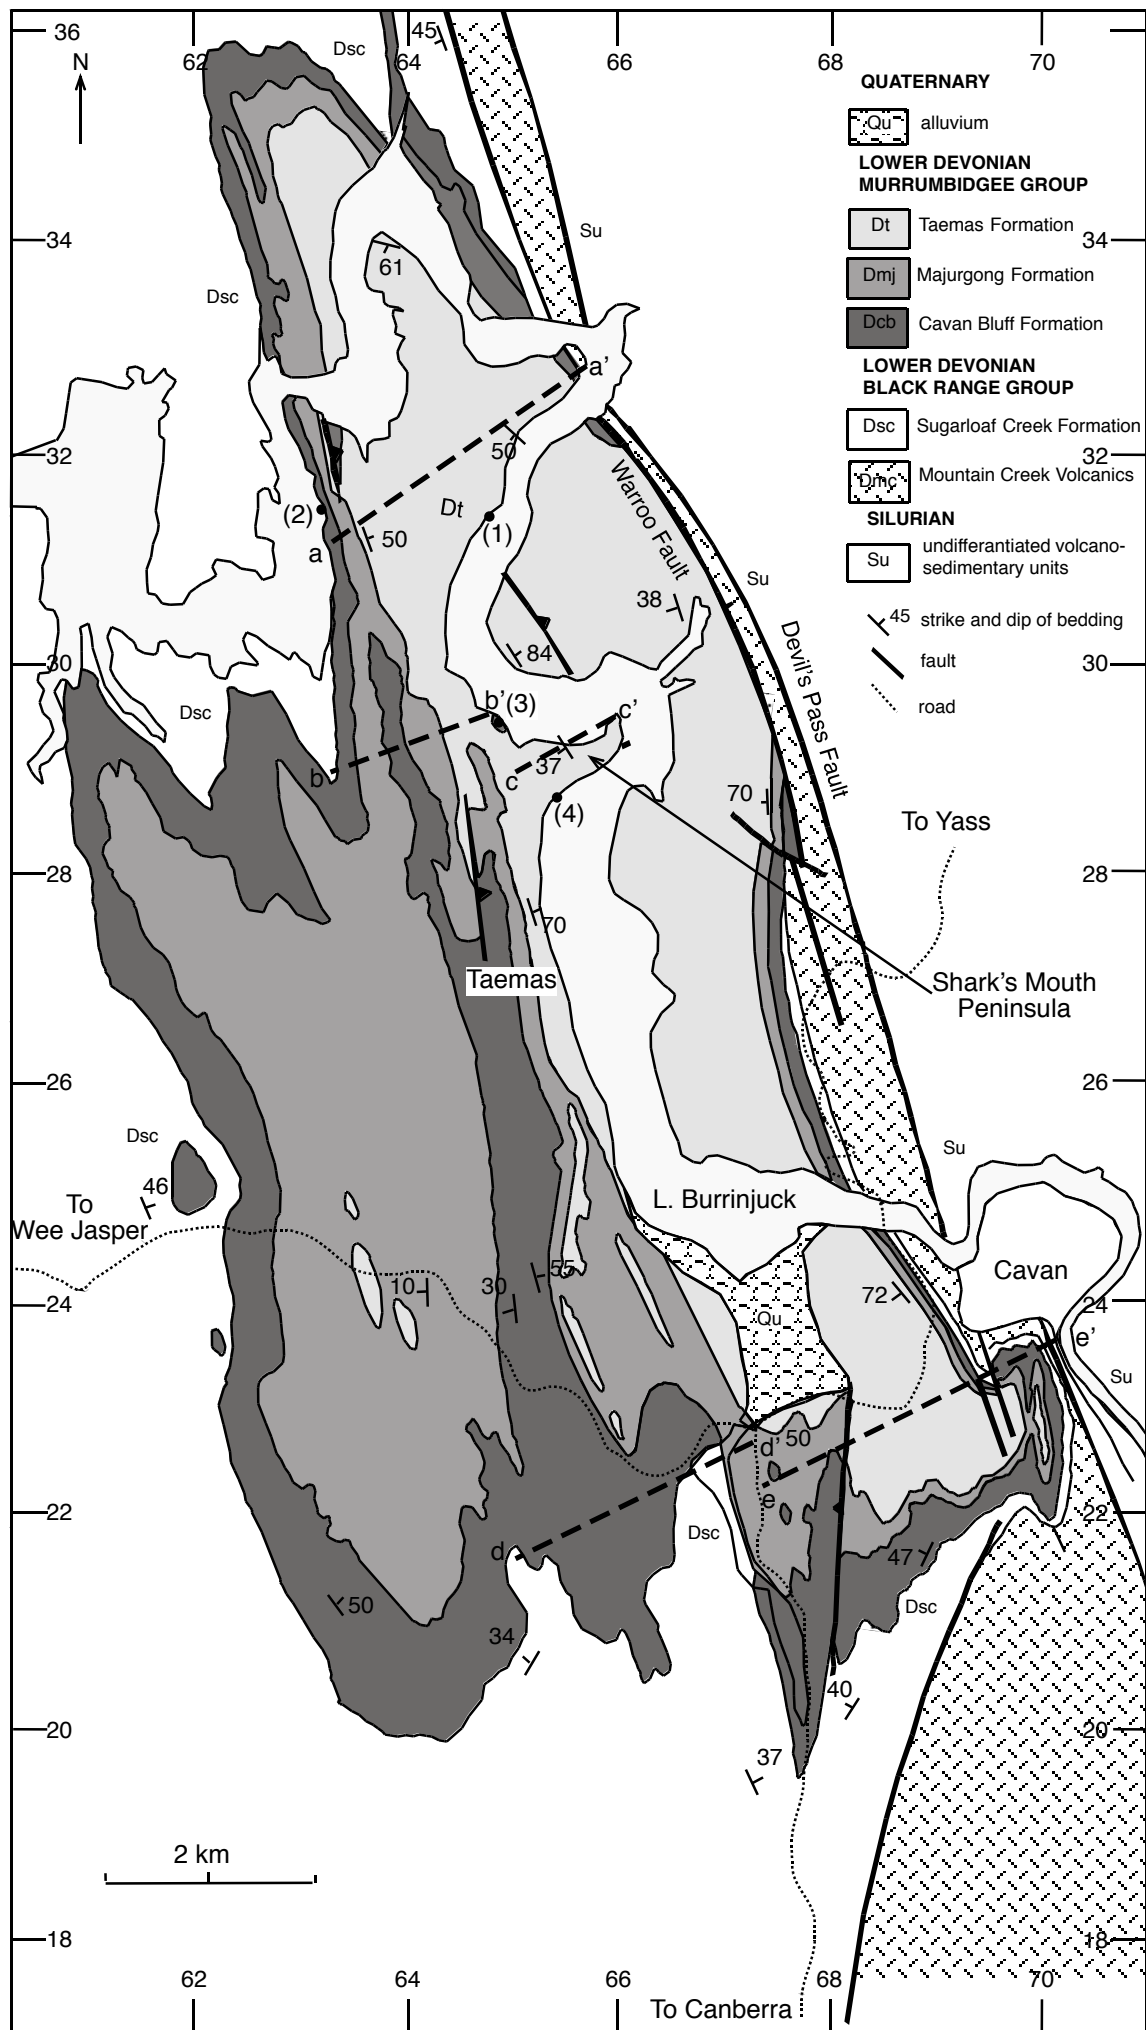 36
62
Dsc
64
45
66
68
70
N
QUATERNARY
Qu
alluvium
LOWER DEVONIAN
MURRUMBIDGEE GROUP
Dt
Taemas Formation
34
34
Su
61
Dmj
Majurgong Formation
Dsc
Dcb
Cavan Bluff Formation
LOWER DEVONIAN
BLACK RANGE GROUP
a'
Dsc
Sugarloaf Creek Formation
32
50
32
Dmc
Mountain Creek Volcanics
Warroo Fault
Dt
(2)
(1)
50
a
SILURIAN
Su
undifferantiated volcano-
sedimentary units
Su
38
45
strike and dip of bedding
84
30
fault
30
Devil's Pass Fault
road
Dsc
b'
(3)
c'
b
c
37
70
(4)
To Yass
28
28
70
Taemas
Shark's Mouth
Peninsula
26
26
Dsc
Su
46
To
Wee Jasper
L. Burrinjuck
Cavan
10
30
55
72
24
24
Qu
e'
Su
50
d'
e
22
22
Dsc
d
47
50
Dsc
34
40
20
20
37
2 km
18
18
62
64
66
68
70
To Canberra